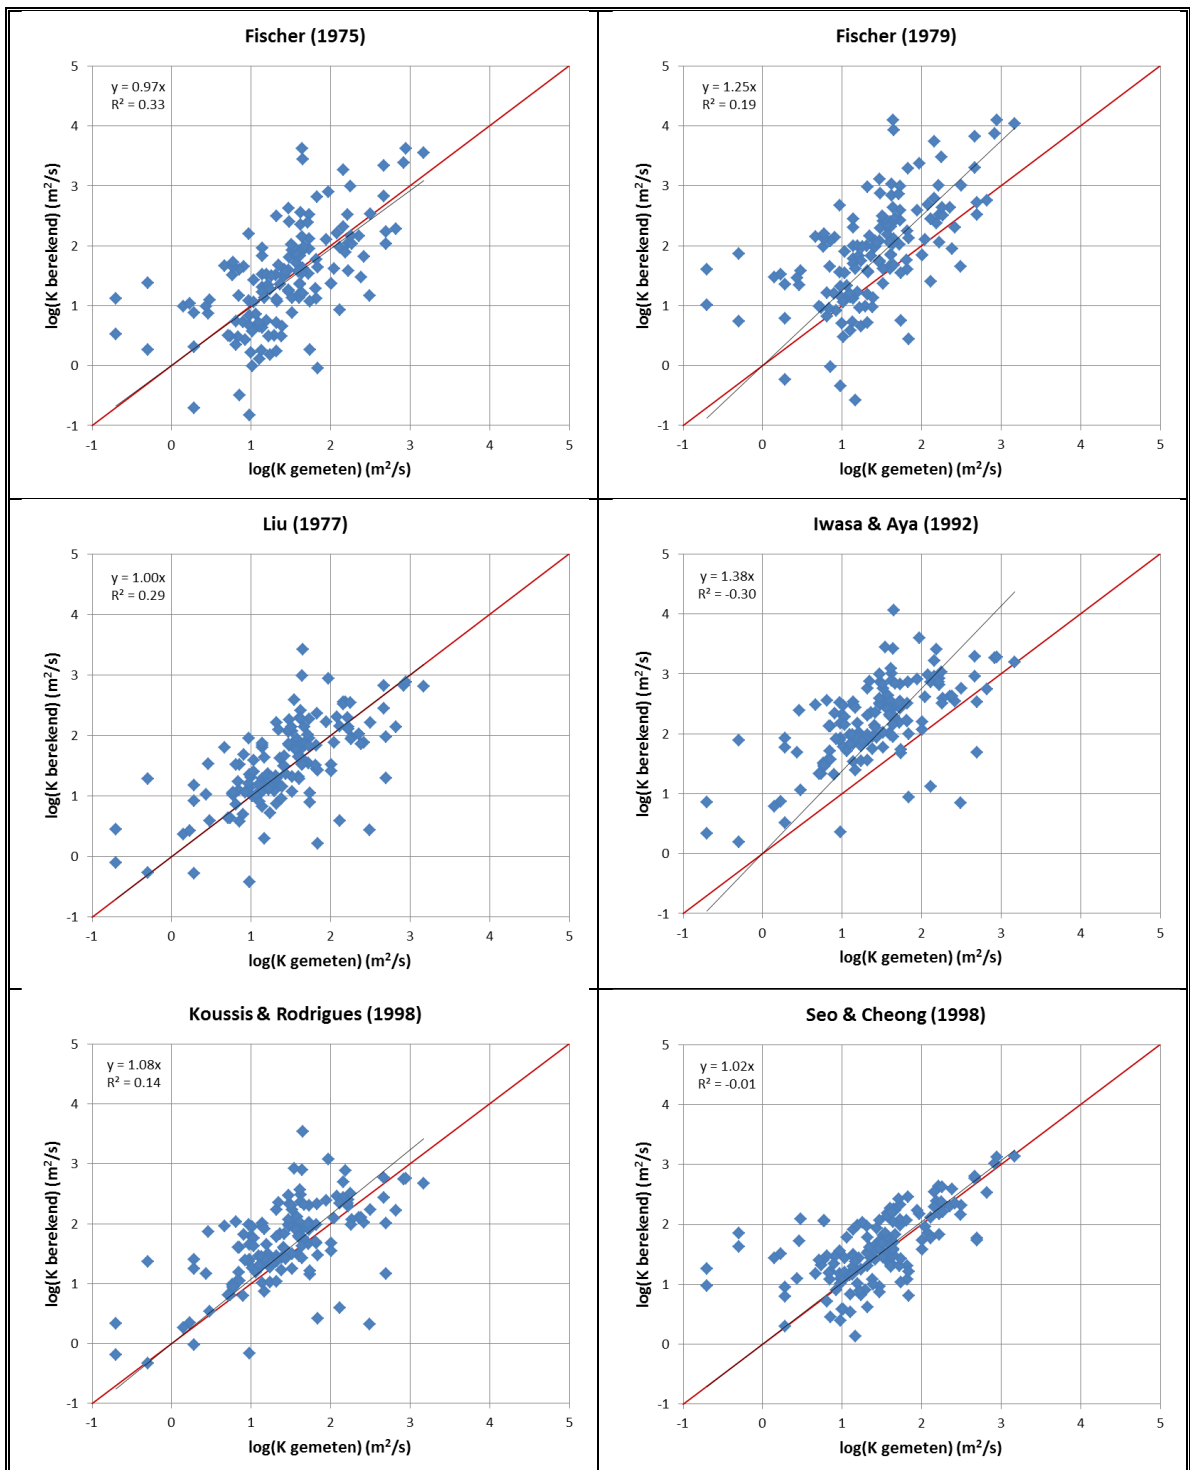 Fischer (1975)
y = 0.97x
R² = 0.33
log(K berekend) (m²/s)
5
4
3
2
1
0
-1
-1 0 1 2 3 4 5
log(K gemeten) (m²/s)
Fischer (1979)
y = 1.25x
R² = 0.19
log(K berekend) (m²/s)
5
4
3
2
1
0
-1
-1 0 1 2 3 4 5
log(K gemeten) (m²/s)
Liu (1977)
y = 1.00x
R² = 0.29
log(K berekend) (m²/s)
5
4
3
2
1
0
-1
-1 0 1 2 3 4 5
log(K gemeten) (m²/s)
Iwasa & Aya (1992)
y = 1.38x
R² = -0.30
log(K berekend) (m²/s)
5
4
3
2
1
0
-1
-1 0 1 2 3 4 5
log(K gemeten) (m²/s)
Koussis & Rodrigues (1998)
y = 1.08x
R² = 0.14
log(K berekend) (m²/s)
5
4
3
2
1
0
-1
-1 0 1 2 3 4 5
log(K gemeten) (m²/s)
Seo & Cheong (1998)
y = 1.02x
R² = -0.01
log(K berekend) (m²/s)
5
4
3
2
1
0
-1
-1 0 1 2 3 4 5
log(K gemeten) (m²/s)